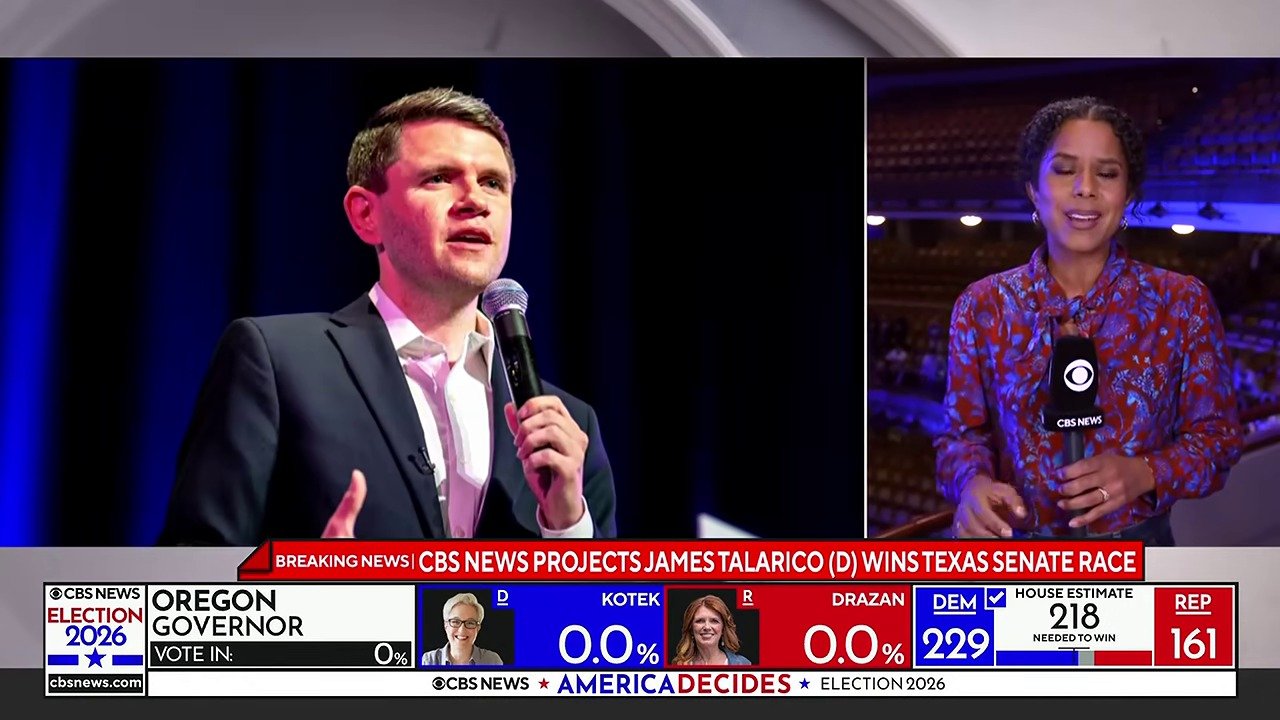 CBS NEWS
BREAKING NEWS | CBS NEWS PROJECTS JAMES TALARICO (D) WINS TEXAS SENATE RACE
CBS NEWS
ELECTION
2026
cbsnews.com
OREGON
GOVERNOR
VOTE IN: 0%
D KOTEK
0.0%
R DRAZAN
0.0%
DEM
229
HOUSE ESTIMATE
218
NEEDED TO WIN
REP
161
CBS NEWS ★ AMERICA DECIDES ★ ELECTION 2026